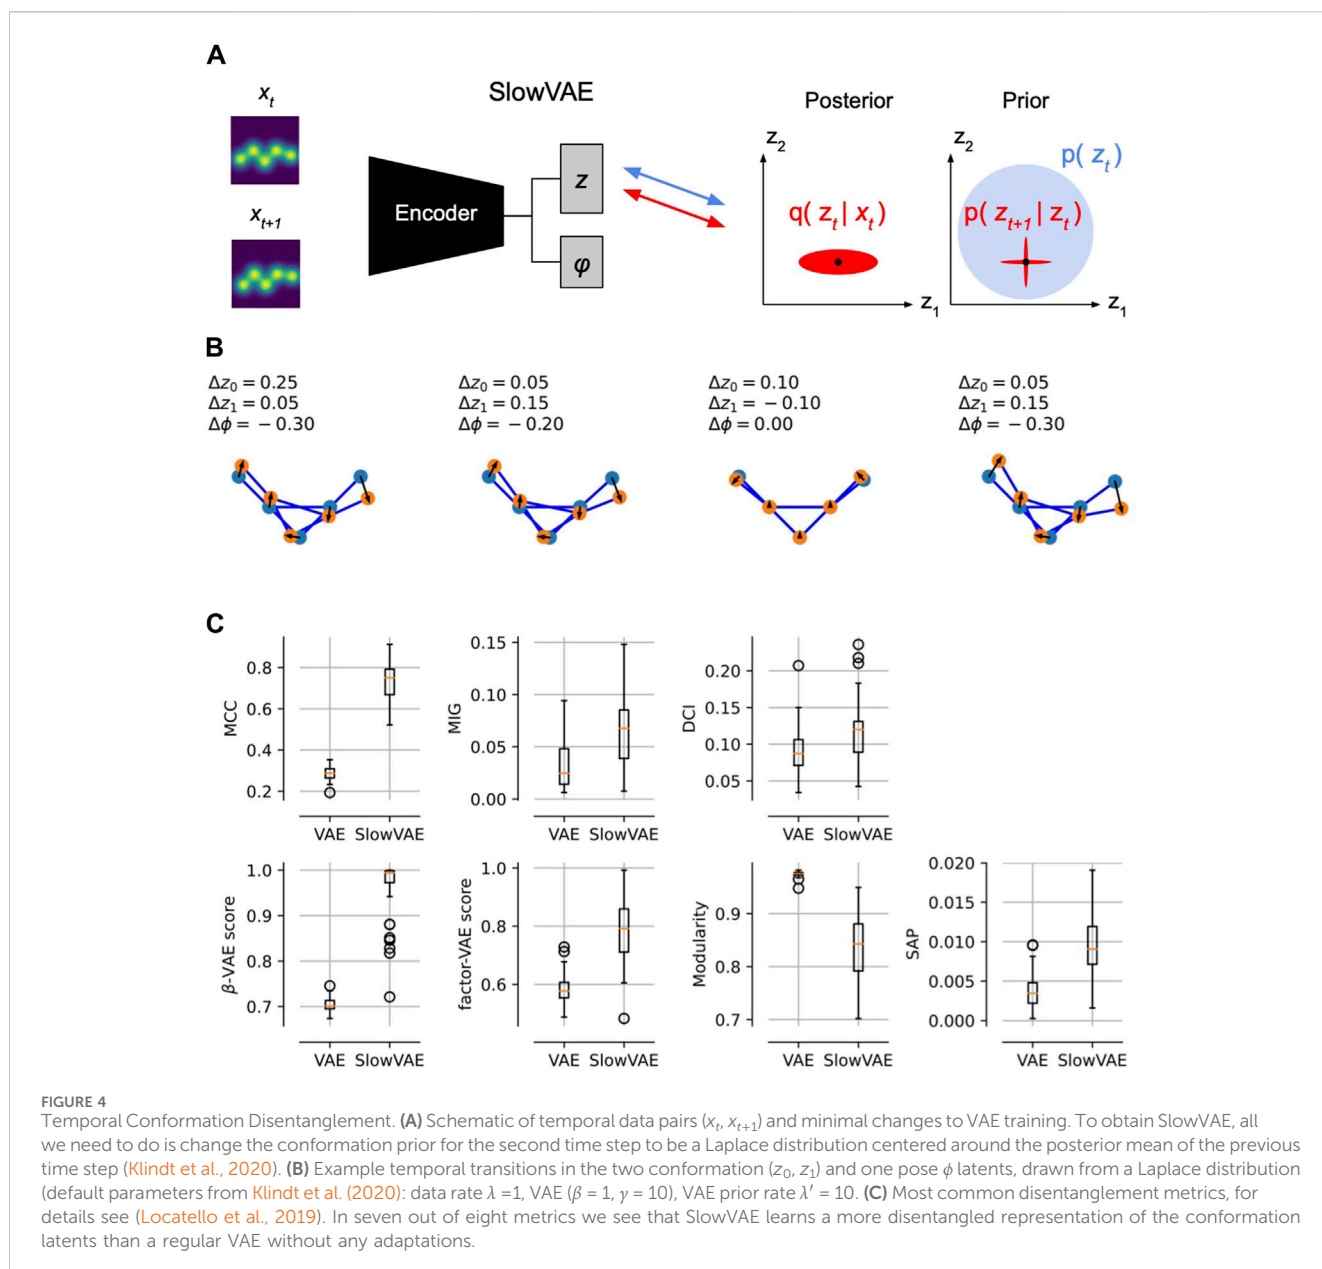 A
SlowVAE
x_t
x_{t+1}
Encoder
z
φ
Posterior
Prior
z_2
z_2
p( z_t )
q( z_t | x_t )
p( z_{t+1} | z_t )
z_1
z_1
B
Δz_0 = 0.25
Δz_1 = 0.05
Δϕ = −0.30
Δz_0 = 0.05
Δz_1 = 0.15
Δϕ = −0.20
Δz_0 = 0.10
Δz_1 = −0.10
Δϕ = 0.00
Δz_0 = 0.05
Δz_1 = 0.15
Δϕ = −0.30
C
MCC
0.8
0.6
0.4
0.2
VAE SlowVAE
MIG
0.15
0.10
0.05
0.00
VAE SlowVAE
DCI
0.20
0.15
0.10
0.05
VAE SlowVAE
β-VAE score
1.0
0.9
0.8
0.7
VAE SlowVAE
factor-VAE score
1.0
0.8
0.6
VAE SlowVAE
Modularity
0.9
0.8
0.7
VAE SlowVAE
SAP
0.020
0.015
0.010
0.005
0.000
VAE SlowVAE
FIGURE 4
Temporal Conformation Disentanglement. (A) Schematic of temporal data pairs (x_t, x_{t+1}) and minimal changes to VAE training. To obtain SlowVAE, all
we need to do is change the conformation prior for the second time step to be a Laplace distribution centered around the posterior mean of the previous
time step (Klindt et al., 2020). (B) Example temporal transitions in the two conformation (z_0, z_1) and one pose ϕ latents, drawn from a Laplace distribution
(default parameters from Klindt et al. (2020): data rate λ =1, VAE (β = 1, γ = 10), VAE prior rate λ′ = 10. (C) Most common disentanglement metrics, for
details see (Locatello et al., 2019). In seven out of eight metrics we see that SlowVAE learns a more disentangled representation of the conformation
latents than a regular VAE without any adaptations.